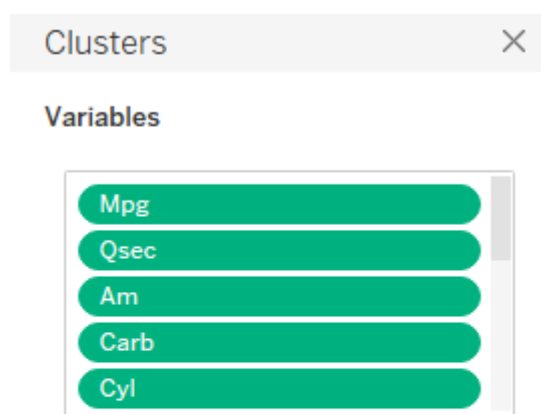 Clusters
Variables
Mpg
Qsec
Am
Carb
Cyl